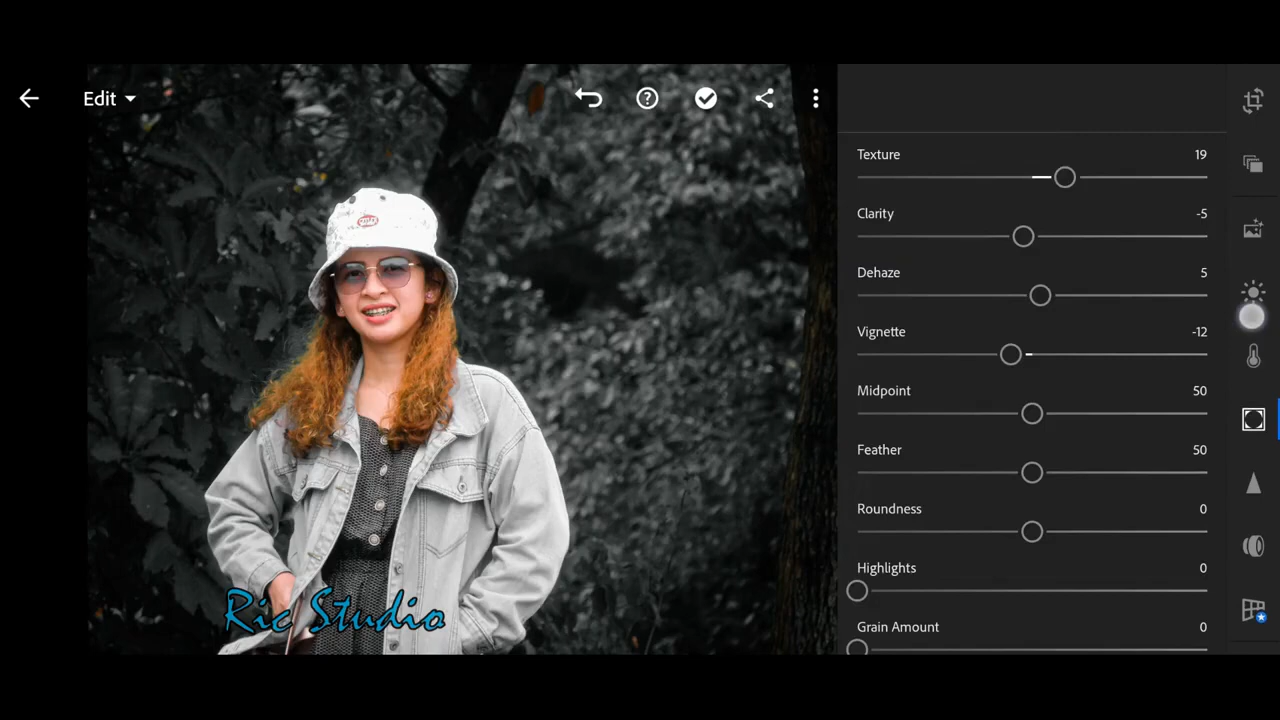 Edit
Texture 19
Clarity -5
Dehaze 5
Vignette -12
Midpoint 50
Feather 50
Roundness 0
Highlights 0
Grain Amount 0
Ric Studio